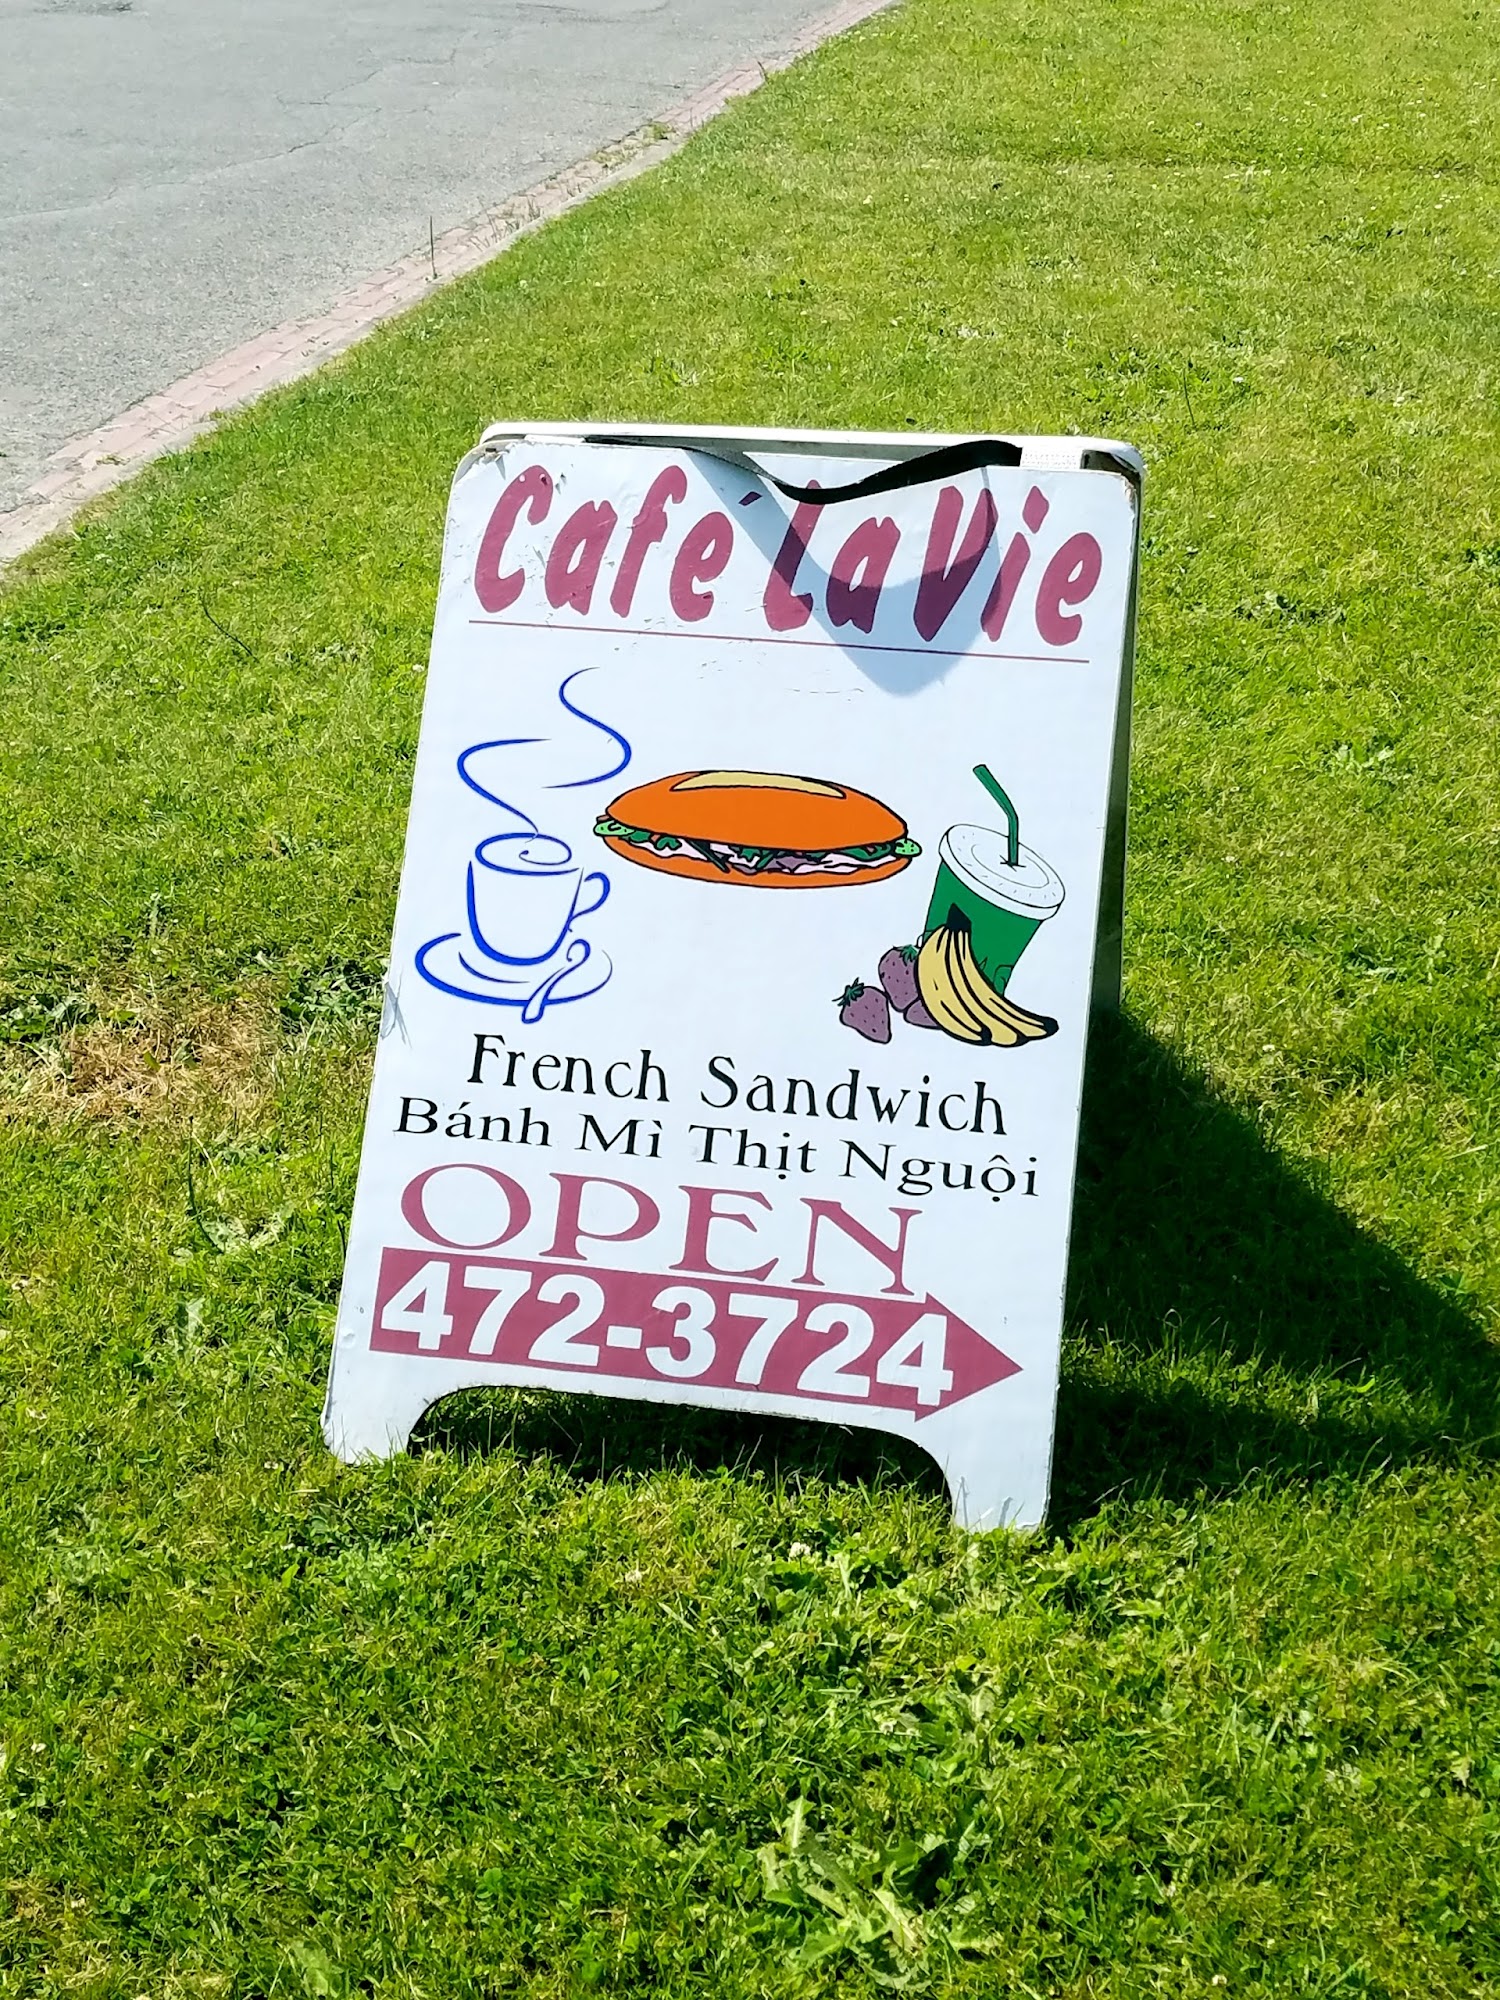 Café La Vie
French Sandwich
Bánh Mì Thịt Nguội
OPEN
472-3724